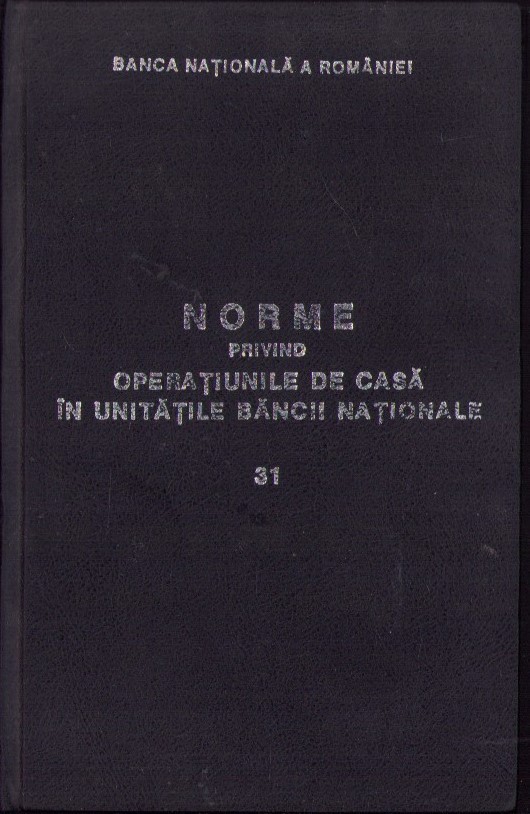 BANCA NAȚIONALĂ A ROMÂNIEI
NORME
PRIVIND
OPERAȚIUNILE DE CASĂ
ÎN UNITĂȚILE BĂNCII NAȚIONALE
31